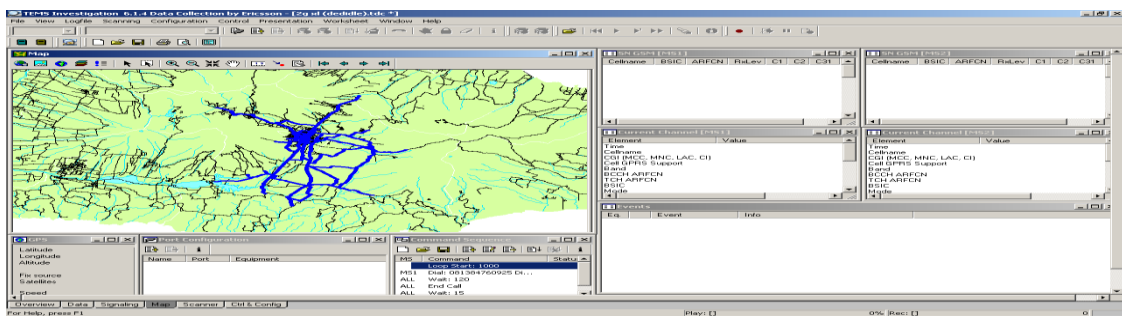 TEMS Investigation 6.1.4 Data Collection by Ericsson - [2g xl (dedidle).tdc *]
File View Logfile Scanning Configuration Control Presentation Worksheet Window Help
Map
SN GSM [MS1]
Cellname BSIC ARFCN RxLev C1 C2 C31
SN GSM [MS2]
Cellname BSIC ARFCN RxLev C1 C2 C31
Current Channel [MS1]
Element Value
Time
Cellname
CGI (MCC, MNC, LAC, CI)
Cell GPRS Support
Band
BCCH ARFCN
TCH ARFCN
BSIC
Mode
Current Channel [MS2]
Element Value
Time
Cellname
CGI (MCC, MNC, LAC, CI)
Cell GPRS Support
Band
BCCH ARFCN
TCH ARFCN
BSIC
Mode
Events
Eq. Event Info
GPS
Latitude
Longitude
Altitude
Fix source
Satellites
Speed
Port Configuration
Name Port Equipment
Command Sequence
MS Command Statu
Loop Start: 1000
MS1 Dial: 081384760925 Di...
ALL Wait: 120
ALL End Call
ALL Wait: 15
Overview Data Signaling Map Scanner Ctrl & Config
For Help, press F1
Play: []
0% Rec: []
0